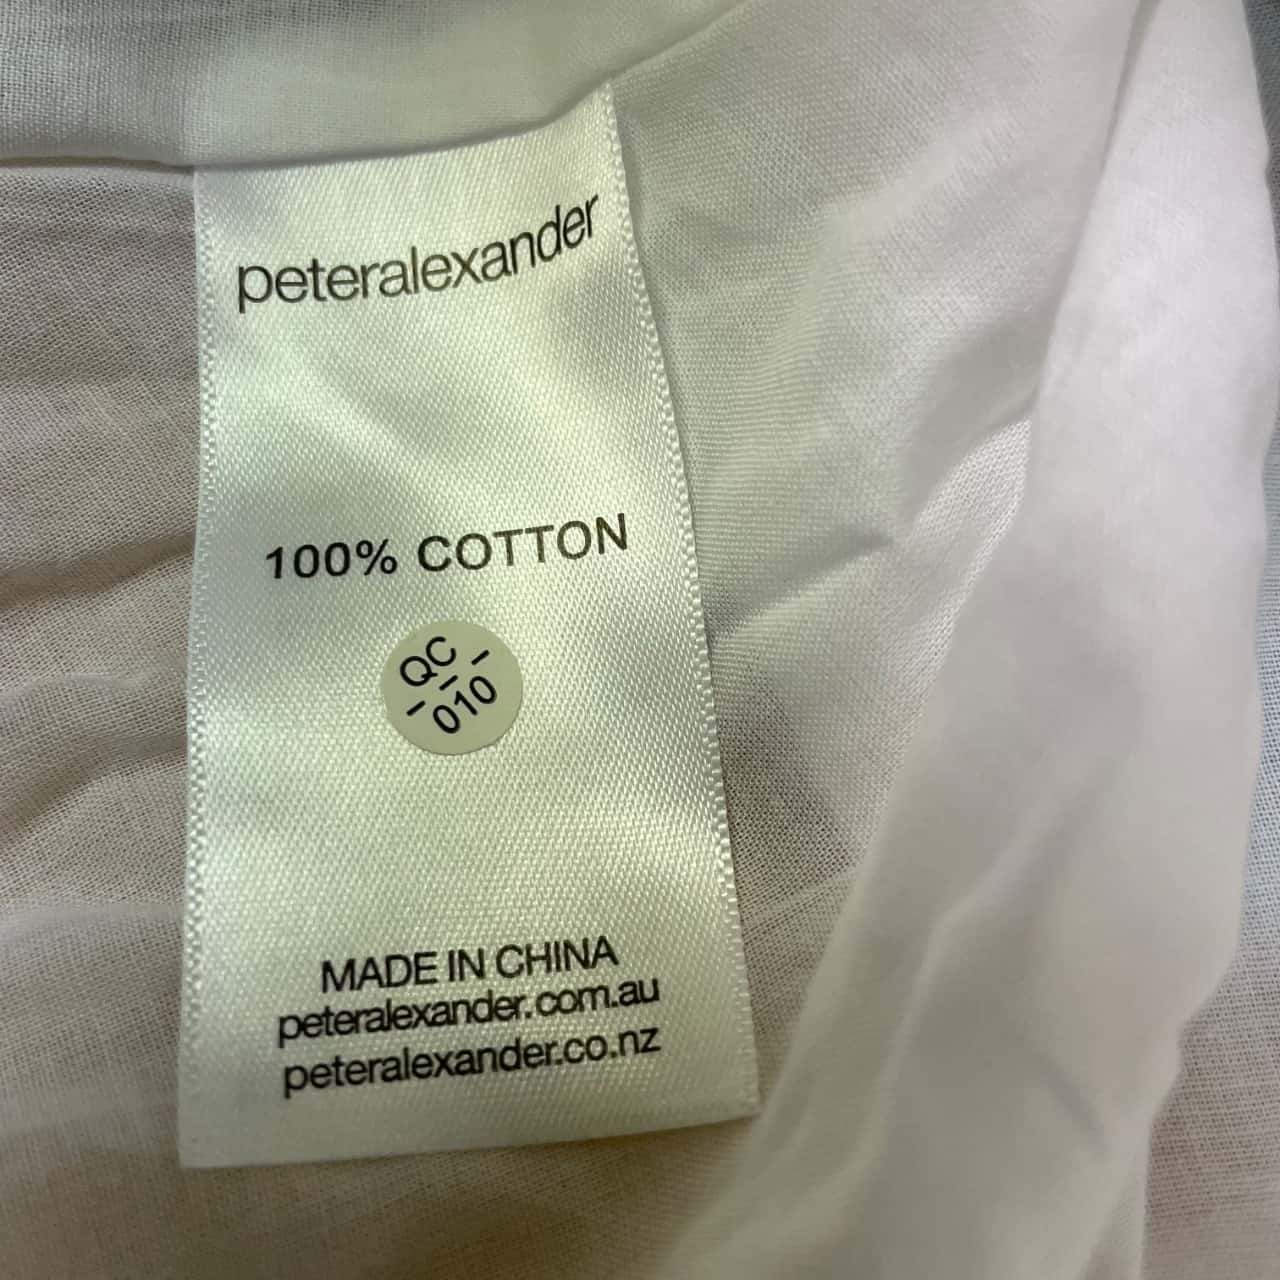 peteralexander
100% COTTON
QC
010
MADE IN CHINA
peteralexander.com.au
peteralexander.co.nz